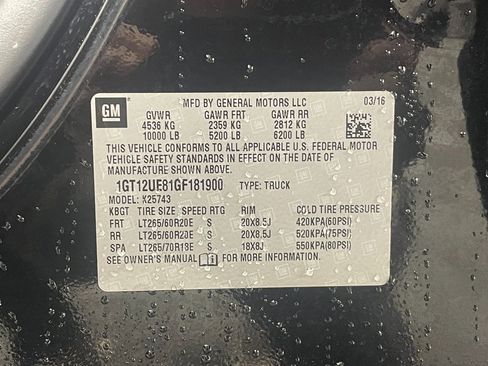 GM
MFD BY GENERAL MOTORS LLC 03/16
GVWR GAWR FRT GAWR RR
4536 KG 2359 KG 2812 KG
10000 LB 5200 LB 6200 LB
THIS VEHICLE CONFORMS TO ALL APPLICABLE U.S. FEDERAL MOTOR
VEHICLE SAFETY STANDARDS IN EFFECT ON THE DATE OF
MANUFACTURE SHOWN ABOVE.
1GT12UE81GF181900 TYPE: TRUCK
MODEL: X25743
KBGT TIRE SIZE SPEED RTG RIM COLD TIRE PRESSURE
FRT LT265/60R20E S 20X8.5J 420KPA(60PSI)
RR LT265/60R20E S 20X8.5J 520KPA(75PSI)
SPA LT265/70R18E S 18X8J 550KPA(80PSI)
SEE OWNER'S MANUAL FOR ADDITIONAL INFORMATION.